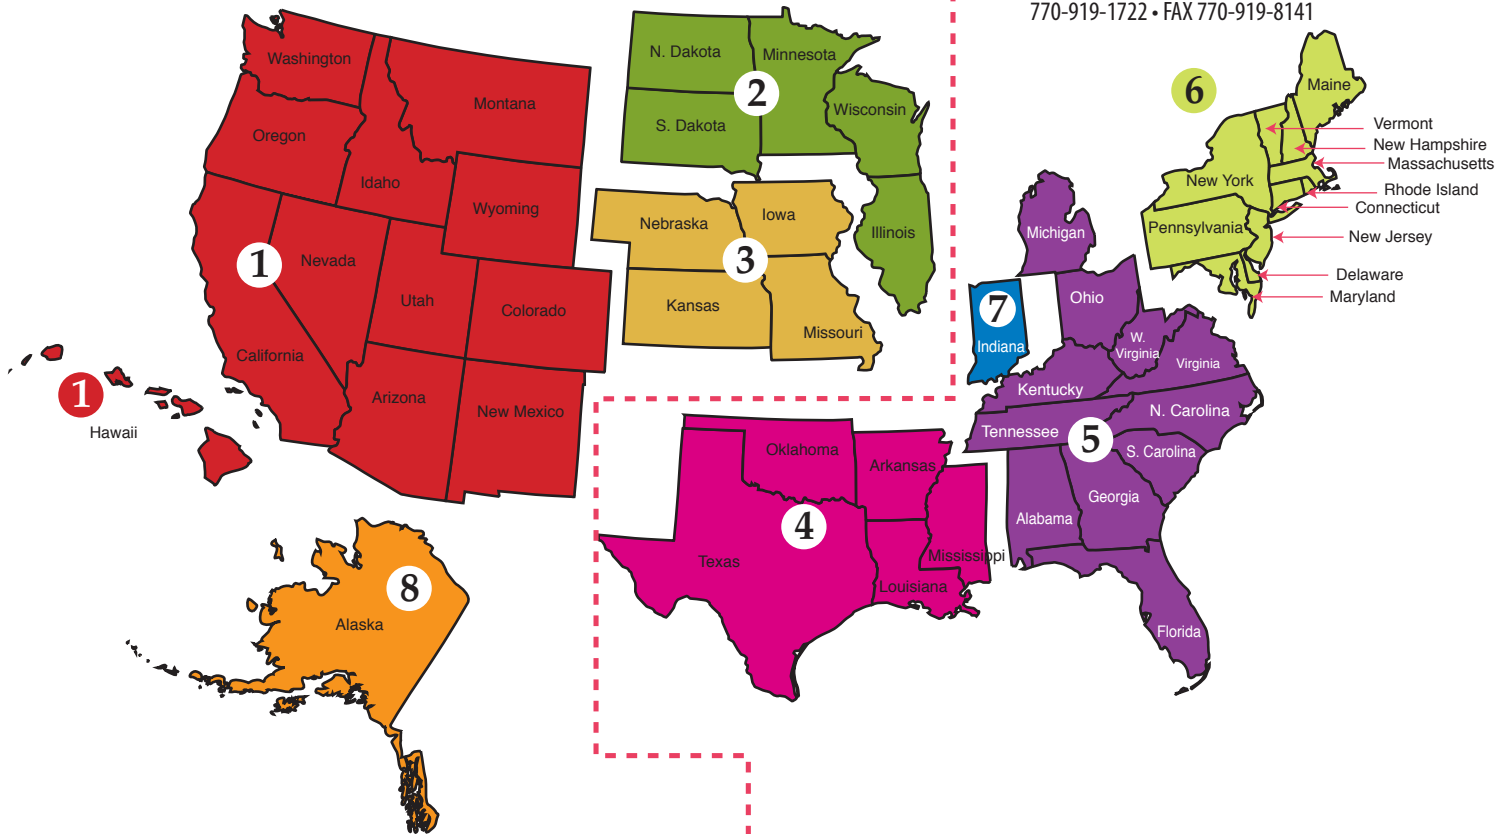 770-919-1722 • FAX 770-919-8141
Washington
Oregon
Idaho
Montana
Wyoming
1
Nevada
Utah
Colorado
California
Arizona
New Mexico
1
Hawaii
N. Dakota
Minnesota
2
S. Dakota
Wisconsin
Illinois
Nebraska
Iowa
3
Kansas
Missouri
6
Maine
Vermont
New Hampshire
Massachusetts
New York
Rhode Island
Connecticut
Pennsylvania
New Jersey
Delaware
Maryland
Michigan
Ohio
7
Indiana
W.
Virginia
Virginia
Kentucky
N. Carolina
Tennessee
5
S. Carolina
Georgia
Alabama
Florida
Oklahoma
Arkansas
4
Texas
Mississippi
Louisiana
8
Alaska